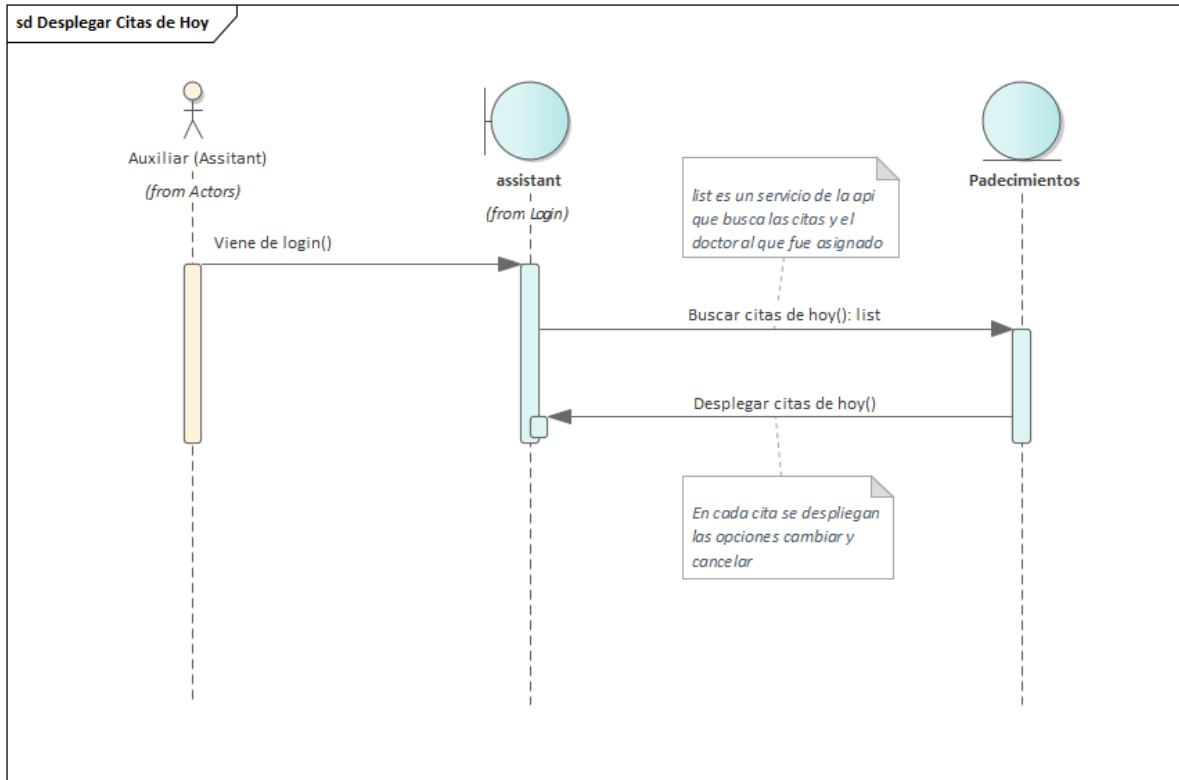 sd Desplegar Citas de Hoy
Auxiliar (Assitant)
(from Actors)
assistant
(from Login)
Padecimientos
list es un servicio de la api
que busca las citas y el
doctor al que fue asignado
Viene de login()
Buscar citas de hoy(): list
Desplegar citas de hoy()
En cada cita se despliegan
las opciones cambiar y
cancelar